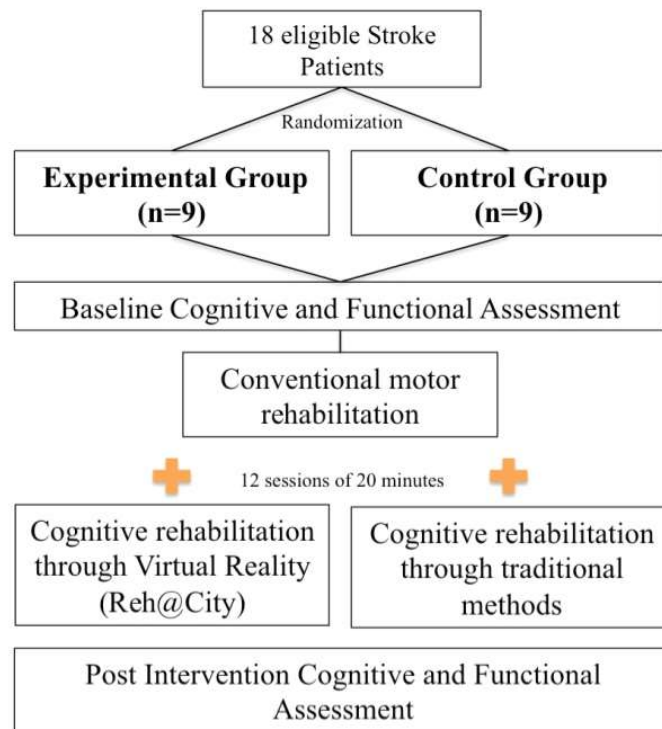 18 eligible Stroke
Patients
Randomization
Experimental Group
(n=9)
Control Group
(n=9)
Baseline Cognitive and Functional Assessment
Conventional motor
rehabilitation
12 sessions of 20 minutes
Cognitive rehabilitation
through Virtual Reality
(Reh@City)
Cognitive rehabilitation
through traditional
methods
Post Intervention Cognitive and Functional
Assessment